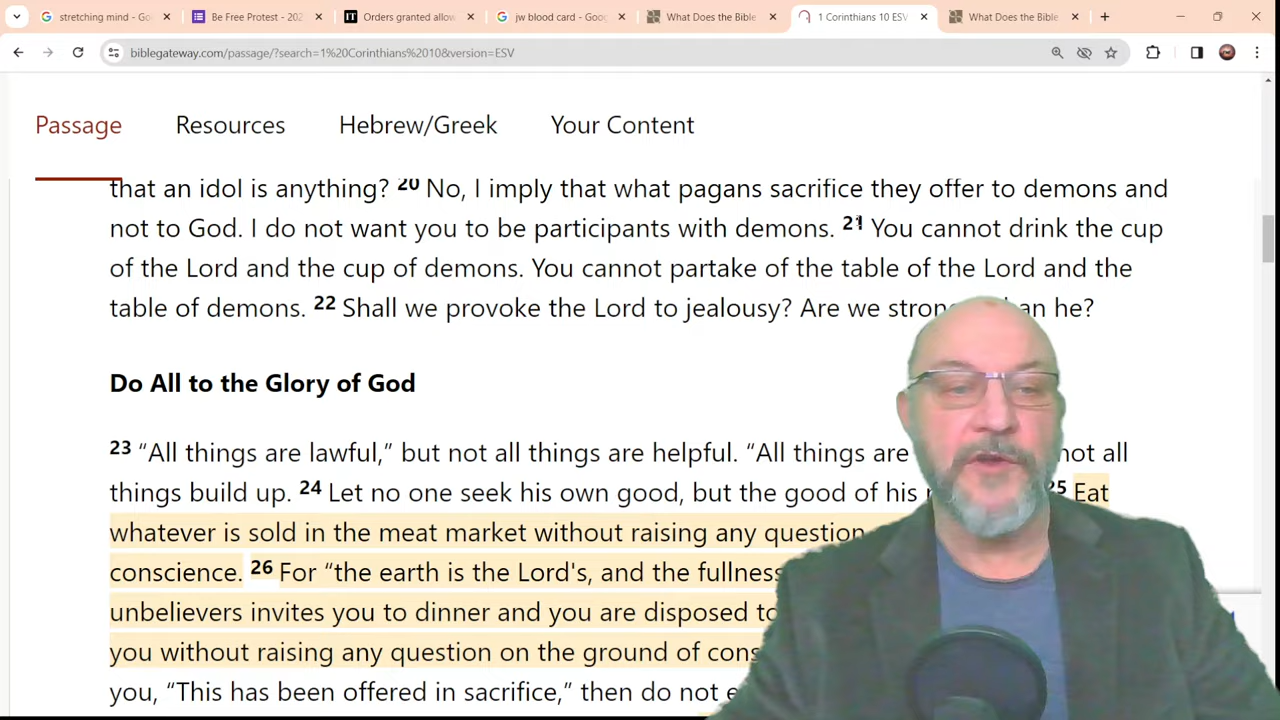 stretching mind - Go
Be Free Protest - 202
Orders granted allow
jw blood card - Goog
What Does the Bible
1 Corinthians 10 ESV
What Does the Bible
biblegateway.com/passage/?search=1%20Corinthians%2010&version=ESV
Passage Resources Hebrew/Greek Your Content
that an idol is anything? 20 No, I imply that what pagans sacrifice they offer to demons and
not to God. I do not want you to be participants with demons. 21 You cannot drink the cup
of the Lord and the cup of demons. You cannot partake of the table of the Lord and the
table of demons. 22 Shall we provoke the Lord to jealousy? Are we he?
Do All to the Glory of God
23 “All things are lawful,” but not all things are helpful. “All things are not all
things build up. 24 Let no one seek his own good, but the good of his 25 Eat
whatever is sold in the meat market without raising any question
conscience. 26 For “the earth is the Lord's, and the fullness
unbelievers invites you to dinner and you are disposed to
you without raising any question on the ground of
you, “This has been offered in sacrifice,” then do not